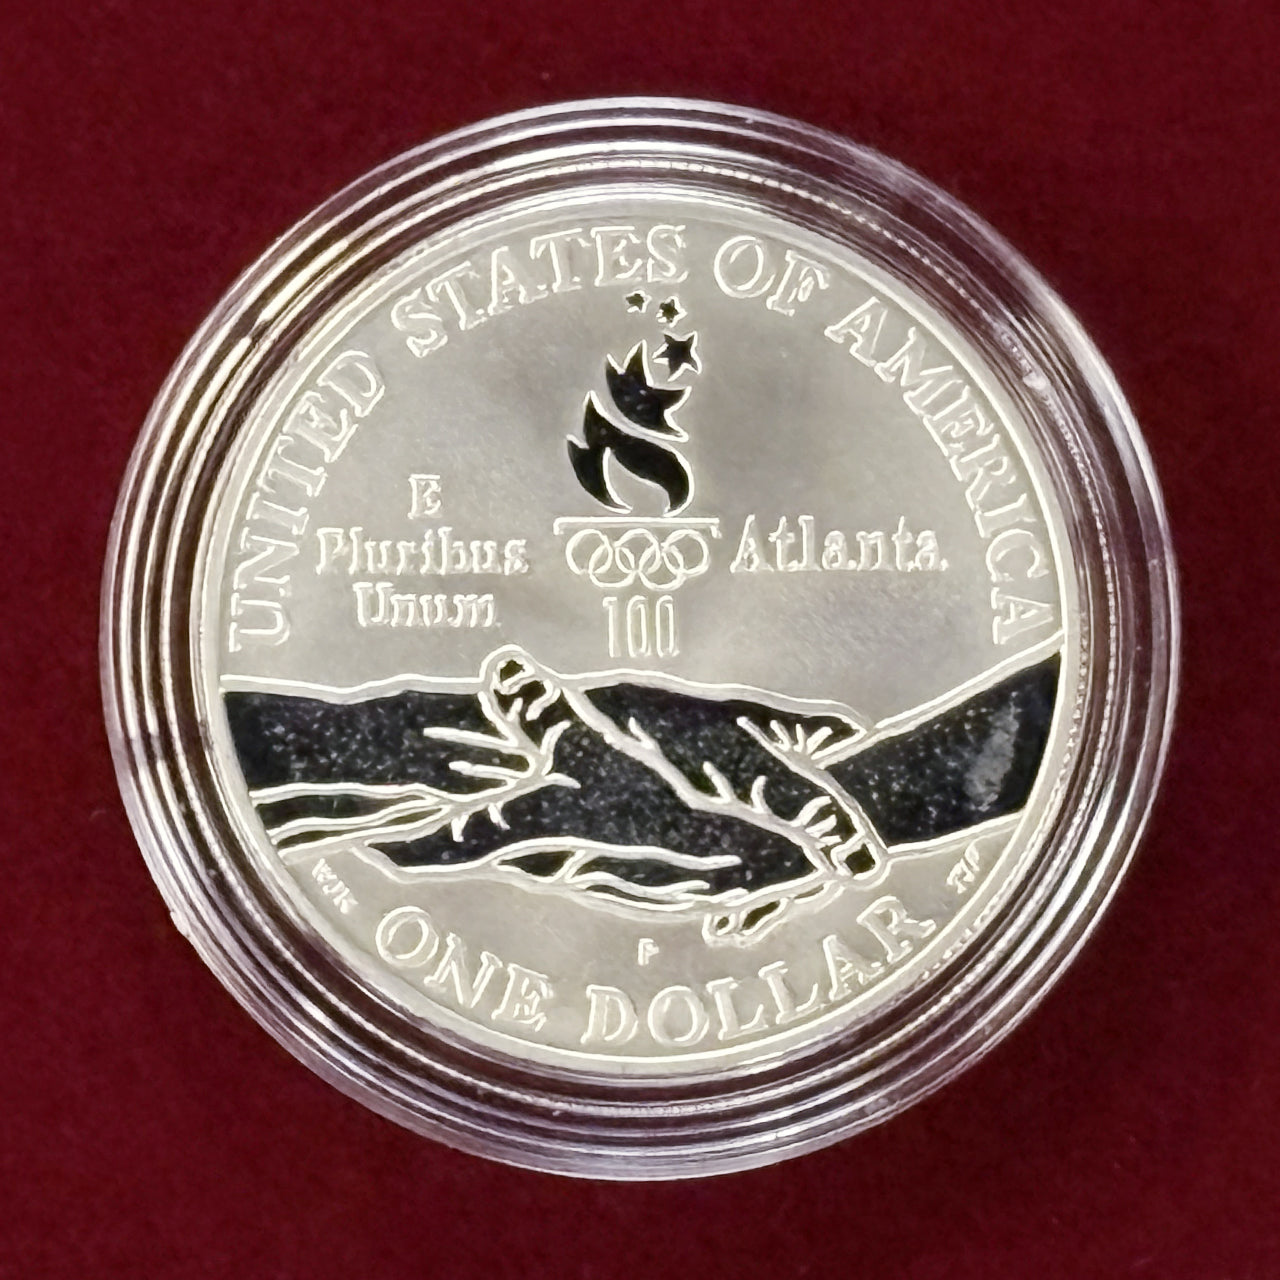 UNITED STATES OF AMERICA
E
Pluribus
Unum
Atlanta
100
P
ONE DOLLAR